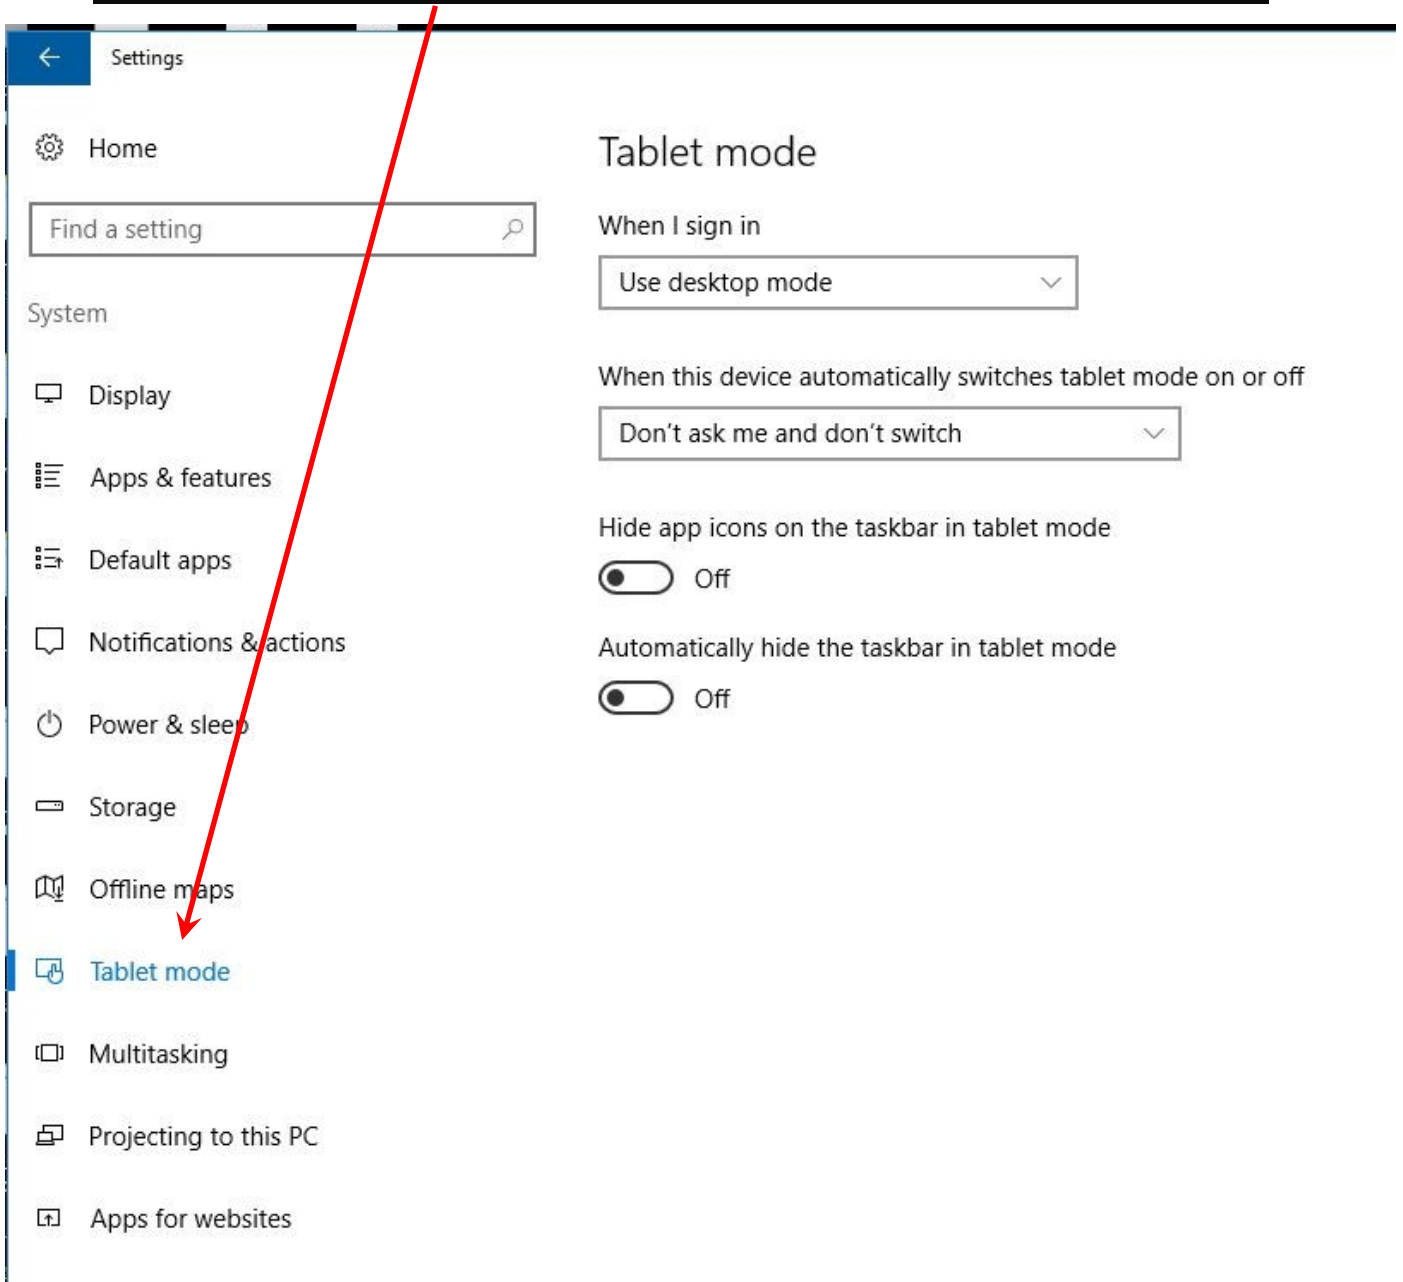 Settings
Home
Find a setting
System
Display
Apps & features
Default apps
Notifications & actions
Power & sleep
Storage
Offline maps
Tablet mode
Multitasking
Projecting to this PC
Apps for websites
Tablet mode
When I sign in
Use desktop mode
When this device automatically switches tablet mode on or off
Don't ask me and don't switch
Hide app icons on the taskbar in tablet mode
Off
Automatically hide the taskbar in tablet mode
Off